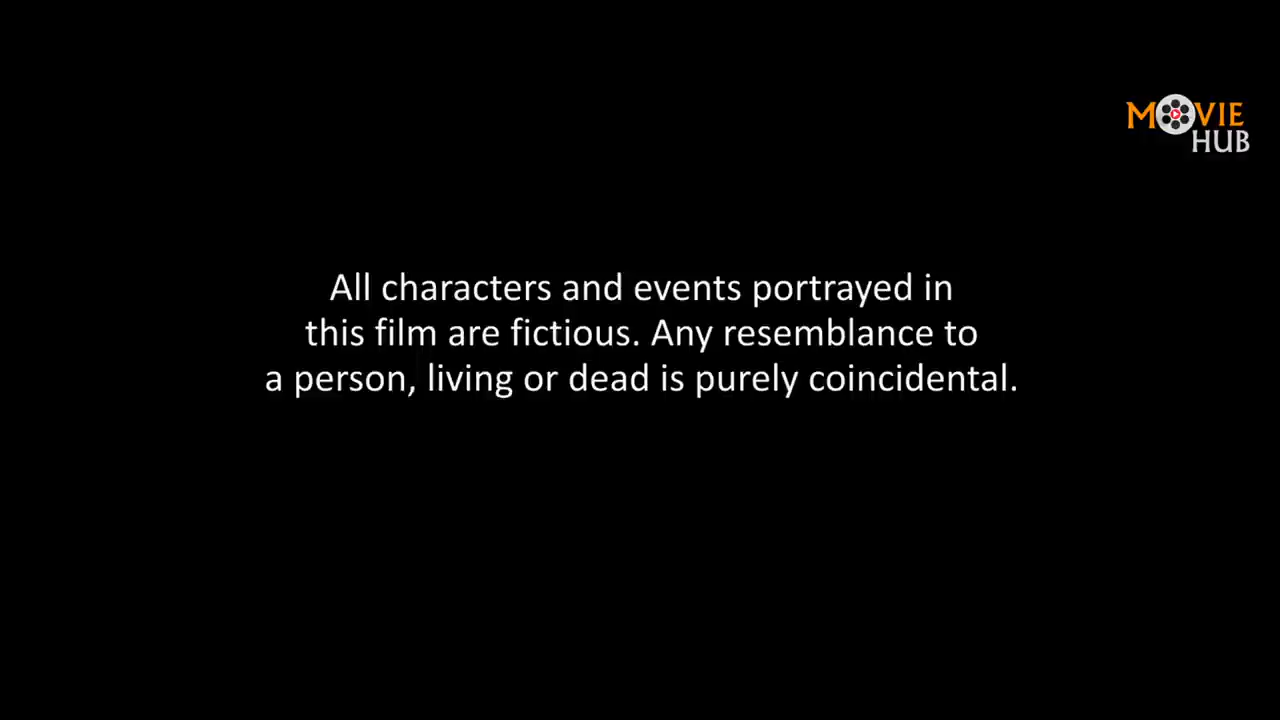 MOVIE
HUB
All characters and events portrayed in
this film are fictious. Any resemblance to
a person, living or dead is purely coincidental.